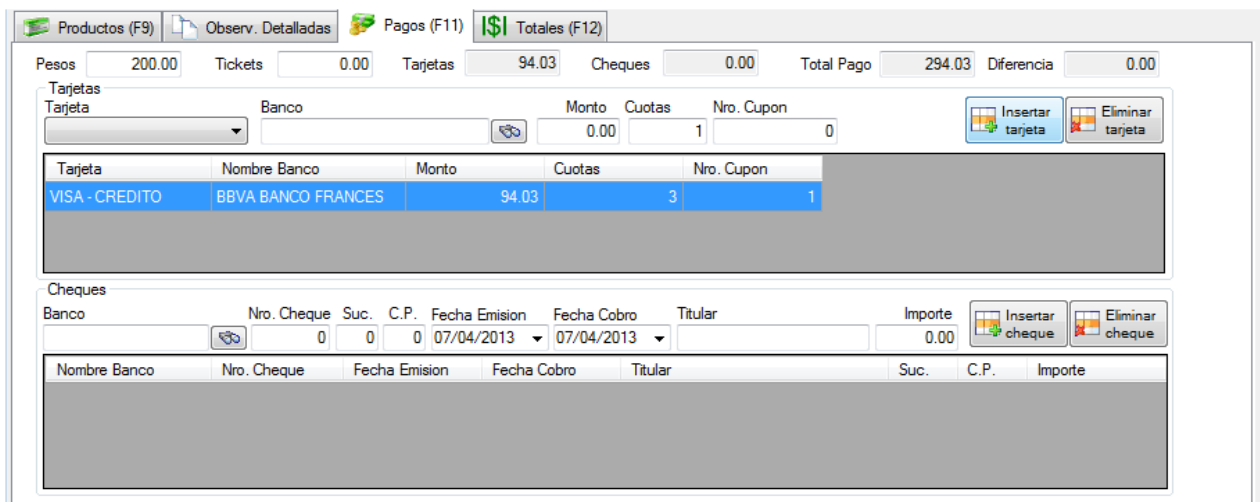 Productos (F9) Observ. Detalladas Pagos (F11) |$| Totales (F12)
Pesos 200.00 Tickets 0.00 Tarjetas 94.03 Cheques 0.00 Total Pago 294.03 Diferencia 0.00
Tarjetas
Tarjeta Banco Monto Cuotas Nro. Cupon
0.00 1 0
Insertar tarjeta
Eliminar tarjeta
Tarjeta Nombre Banco Monto Cuotas Nro. Cupon
VISA - CREDITO BBVA BANCO FRANCES 94.03 3 1
Cheques
Banco Nro. Cheque Suc. C.P. Fecha Emision Fecha Cobro Titular Importe
0 0 0 07/04/2013 07/04/2013 0.00
Insertar cheque
Eliminar cheque
Nombre Banco Nro. Cheque Fecha Emision Fecha Cobro Titular Suc. C.P. Importe